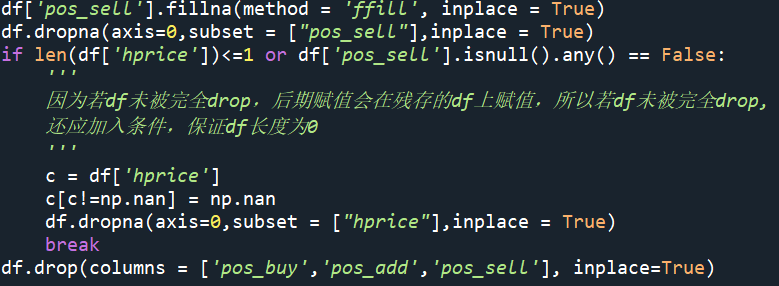 df['pos_sell'].fillna(method = 'ffill', inplace = True)
df.dropna(axis=0,subset = ["pos_sell"],inplace = True)
if len(df['hprice'])<=1 or df['pos_sell'].isnull().any() == False:
    '''
    因为若df未被完全drop，后期赋值会在残存的df上赋值，所以若df未被完全drop,
    还应加入条件，保证df长度为0
    '''
    c = df['hprice']
    c[c!=np.nan] = np.nan
    df.dropna(axis=0,subset = ["hprice"],inplace = True)
    break
df.drop(columns = ['pos_buy','pos_add','pos_sell'], inplace=True)